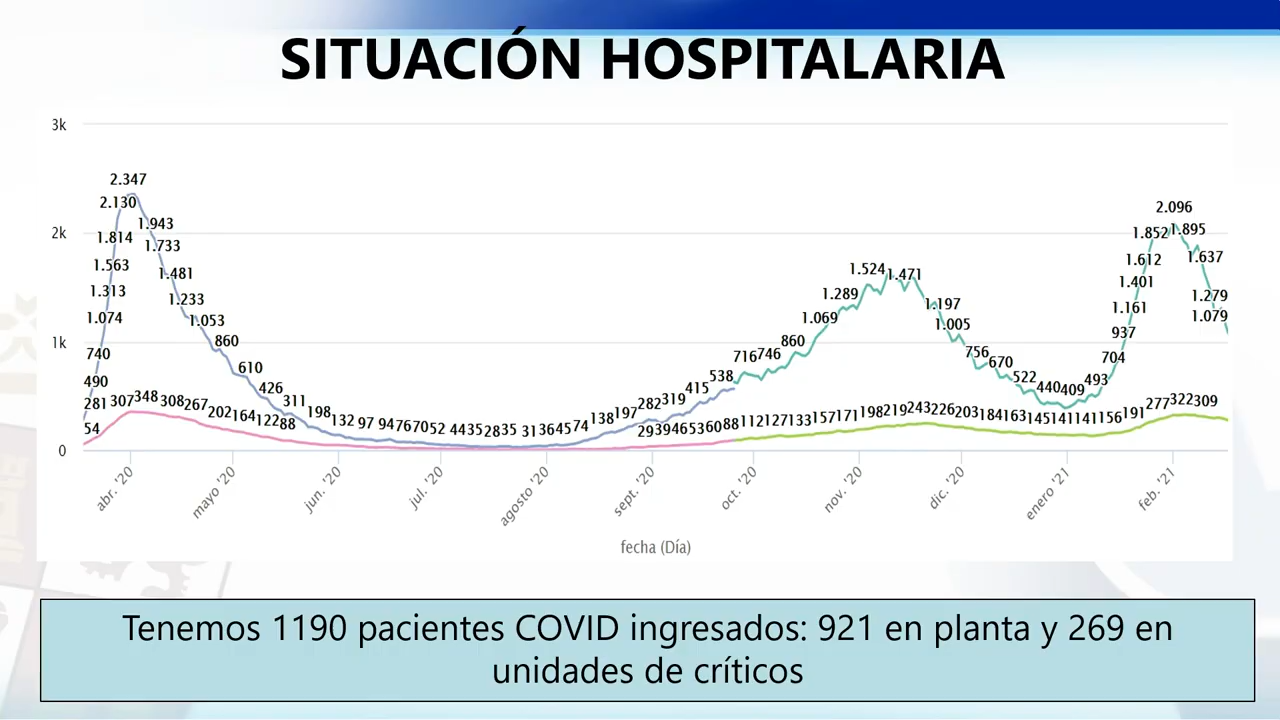 SITUACIÓN HOSPITALARIA
3k
2k
1k
0
2.347
2.130
1.943
1.814
1.733
1.563
1.481
1.313
1.233
1.074
1.053
740
860
490
610
426
311
198
132 97 94 76 70 52 44 35 28 35 31 36 45 74 138 197 282 319 415 538 716 746 860
1.069
1.289
1.524 1.471
1.197
1.005
756 670 522 440 409 493 704 937
1.161
1.401
1.612
1.852
2.096
1.895
1.637
1.279
1.079
54
281 307 348 308 267 202 164 122 88
29 39 46 53 60 88 112 127 133 157 171 198 219 243 226 203 184 163 145 141 141 156 191 277 322 309
abr. '20
mayo '20
jun. '20
jul. '20
agosto '20
sept. '20
oct. '20
nov. '20
dic. '20
enero '21
feb. '21
fecha (Día)
Tenemos 1190 pacientes COVID ingresados: 921 en planta y 269 en
unidades de críticos